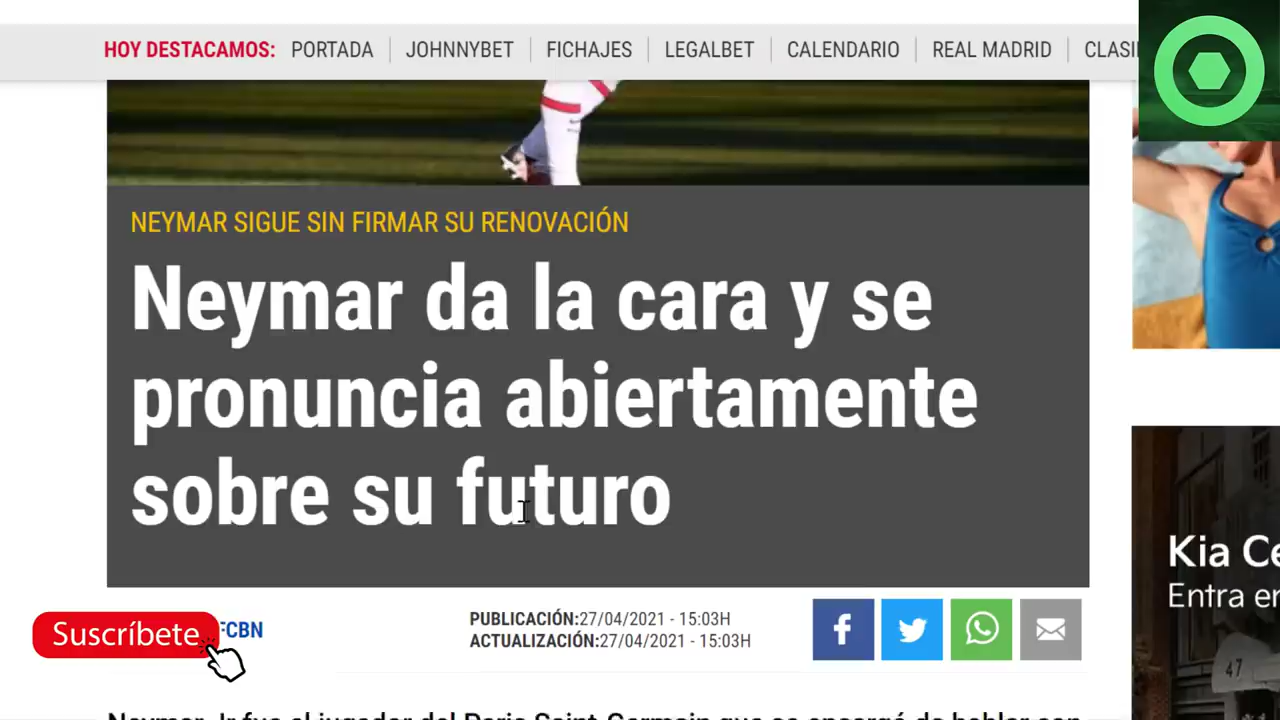 HOY DESTACAMOS: PORTADA JOHNNYBET FICHAJES LEGALBET CALENDARIO REAL MADRID
NEYMAR SIGUE SIN FIRMAR SU RENOVACIÓN
Neymar da la cara y se
pronuncia abiertamente
sobre su futuro
Suscríbete
FCBN
PUBLICACIÓN:27/04/2021 - 15:03H
ACTUALIZACIÓN:27/04/2021 - 15:03H
Kia
Entra
47